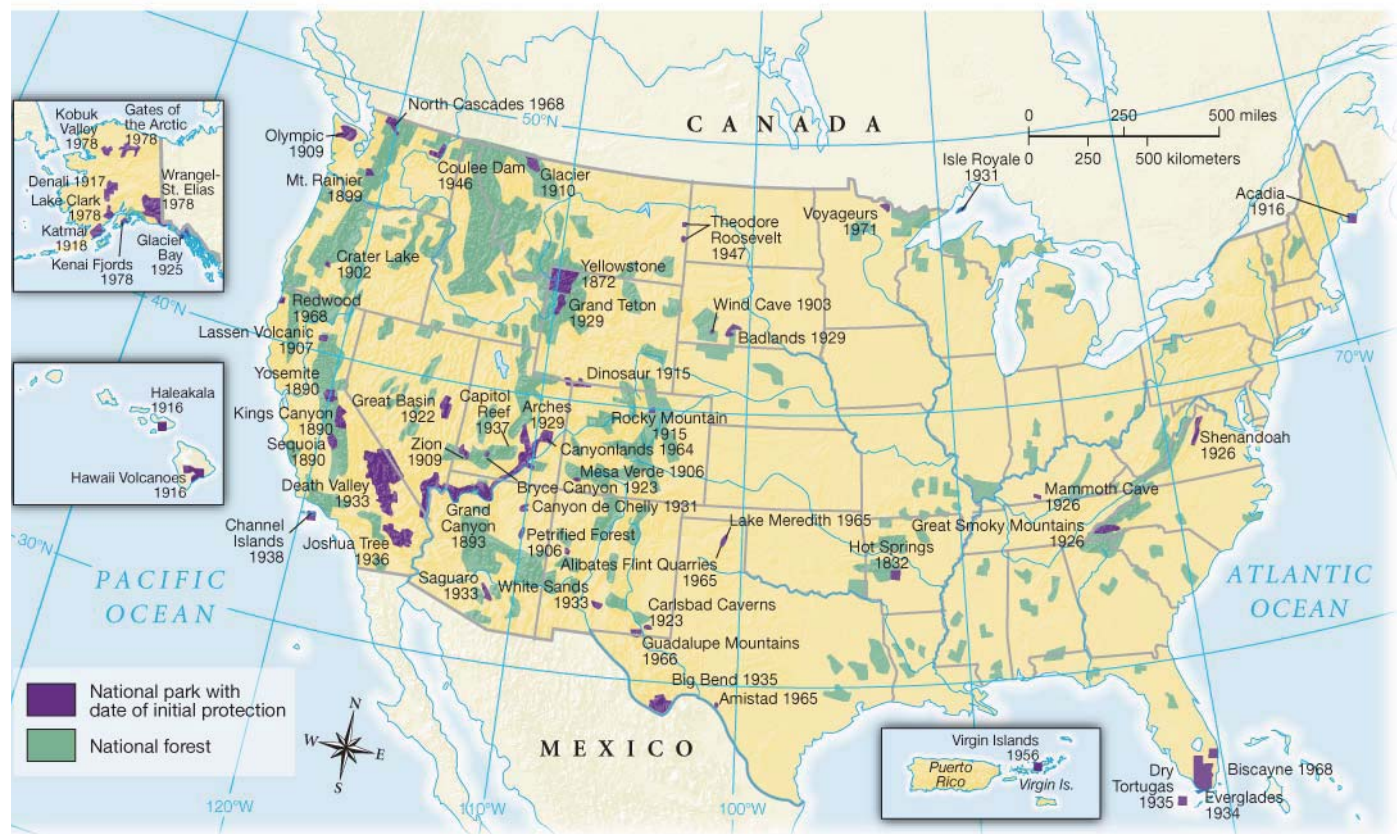 North Cascades 1968
50°N
CANADA
0 250 500 miles
0 250 500 kilometers
Kobuk
Valley
1978
Gates of
the Arctic
1978
Denali 1917
Lake Clark
1978
Katmai
1918
Kenai Fjords
1978
Wrangel-
St. Elias
1978
Glacier
Bay
1925
Olympic
1909
Mt. Rainier
1899
Coulee Dam
1946
Glacier
1910
Isle Royale
1931
Acadia
1916
Voyageurs
1971
Theodore
Roosevelt
1947
Crater Lake
1902
Yellowstone
1872
Grand Teton
1929
Wind Cave 1903
Badlands 1929
40°N
Redwood
1968
Lassen Volcanic
1907
70°W
Yosemite
1890
Kings Canyon
1890
Sequoia
1890
Great Basin
1922
Capitol
Reef
1937
Arches
1929
Dinosaur 1915
Rocky Mountain
1915
Canyonlands 1964
Zion
1909
Mesa Verde 1906
Bryce Canyon 1923
Canyon de Chelly 1931
Death Valley
1933
Grand
Canyon
1893
Haleakala
1916
Hawaii Volcanoes
1916
Shenandoah
1926
Mammoth Cave
1926
Great Smoky Mountains
1926
Channel
Islands
1938
Joshua Tree
1936
Petrified Forest
1906
Lake Meredith 1965
Alibates Flint Quarries
1965
Hot Springs
1832
30°N
PACIFIC
OCEAN
ATLANTIC
OCEAN
Saguaro
1933
White Sands
1933
Carlsbad Caverns
1923
Guadalupe Mountains
1966
Big Bend 1935
Amistad 1965
National park with
date of initial protection
National forest
N
W
E
S
MEXICO
Virgin Islands
1956
Puerto
Rico
Virgin Is.
Dry
Tortugas
1935
Biscayne 1968
Everglades
1934
120°W
110°W
100°W